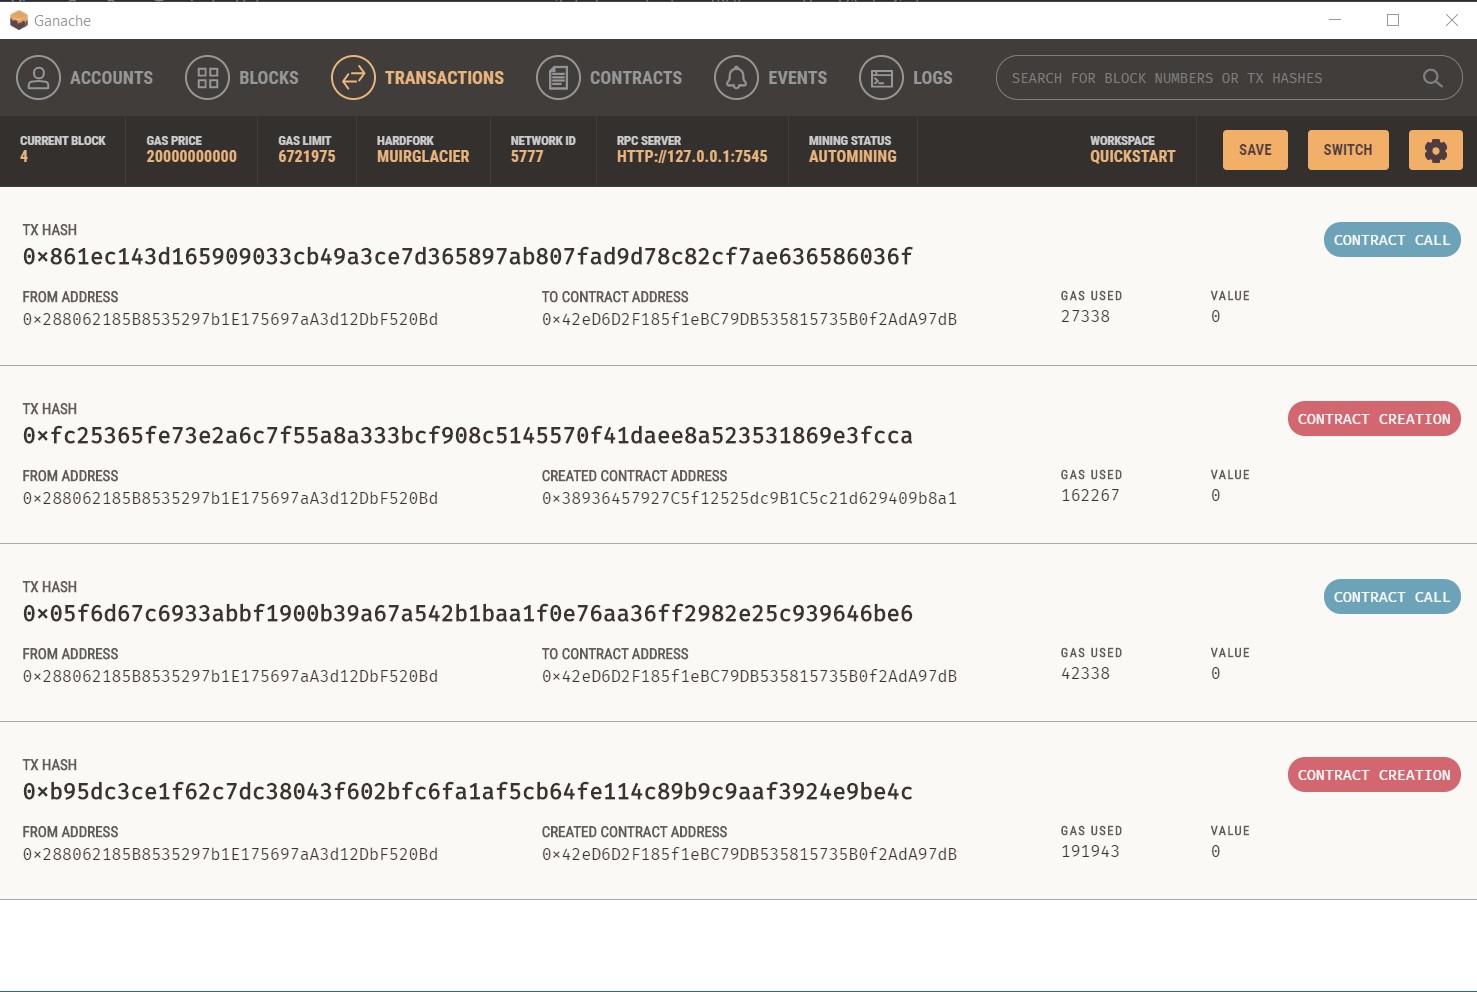 Ganache
ACCOUNTS BLOCKS TRANSACTIONS CONTRACTS EVENTS LOGS SEARCH FOR BLOCK NUMBERS OR TX HASHES
CURRENT BLOCK GAS PRICE GAS LIMIT HARDFORK NETWORK ID RPC SERVER MINING STATUS WORKSPACE
4 20000000000 6721975 MUIRGLACIER 5777 HTTP://127.0.0.1:7545 AUTOMINING QUICKSTART SAVE SWITCH
TX HASH
0×861ec143d165909033cb49a3ce7d365897ab807fad9d78c82cf7ae636586036f CONTRACT CALL
FROM ADDRESS TO CONTRACT ADDRESS GAS USED VALUE
0×288062185B8535297b1E175697aA3d12DbF520Bd 0×42eD6D2F185f1eBC79DB535815735B0f2AdA97dB 27338 0
TX HASH
0×fc25365fe73e2a6c7f55a8a333bcf908c5145570f41daee8a523531869e3fcca CONTRACT CREATION
FROM ADDRESS CREATED CONTRACT ADDRESS GAS USED VALUE
0×288062185B8535297b1E175697aA3d12DbF520Bd 0×38936457927C5f12525dc9B1C5c21d629409b8a1 162267 0
TX HASH
0×05f6d67c6933abbf1900b39a67a542b1baa1f0e76aa36ff2982e25c939646be6 CONTRACT CALL
FROM ADDRESS TO CONTRACT ADDRESS GAS USED VALUE
0×288062185B8535297b1E175697aA3d12DbF520Bd 0×42eD6D2F185f1eBC79DB535815735B0f2AdA97dB 42338 0
TX HASH
0×b95dc3ce1f62c7dc38043f602bfc6fa1af5cb64fe114c89b9c9aaf3924e9be4c CONTRACT CREATION
FROM ADDRESS CREATED CONTRACT ADDRESS GAS USED VALUE
0×288062185B8535297b1E175697aA3d12DbF520Bd 0×42eD6D2F185f1eBC79DB535815735B0f2AdA97dB 191943 0